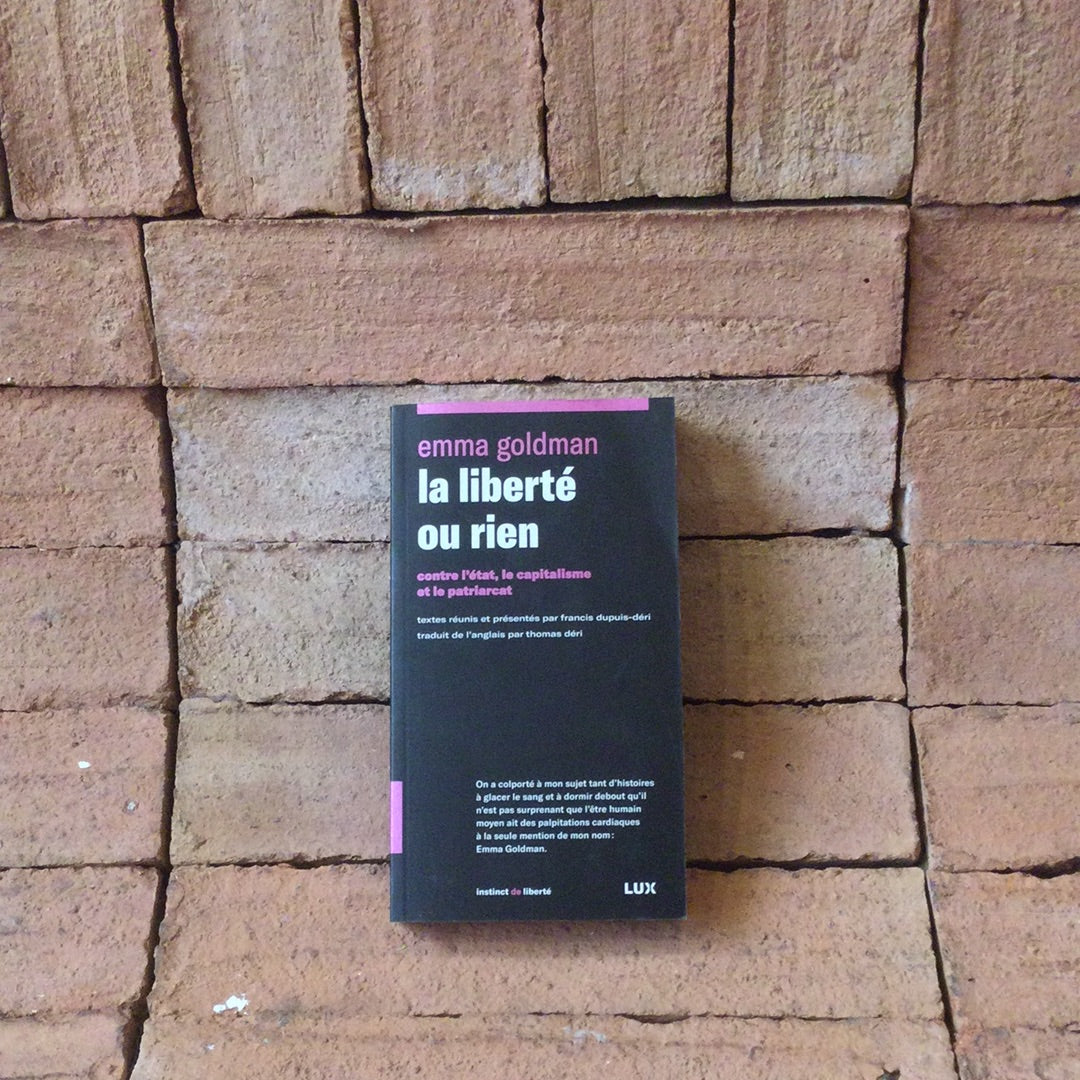 emma goldman
la liberté
ou rien
contre l'état, le capitalisme
et le patriarcat
textes réunis et présentés par francis dupuis-déri
traduit de l'anglais par thomas déri
On a colporté à mon sujet tant d'histoires
à glacer le sang et à dormir debout qu'il
n'est pas surprenant que l'être humain
moyen ait des palpitations cardiaques
à la seule mention de mon nom :
Emma Goldman.
instinct de liberté
LUX